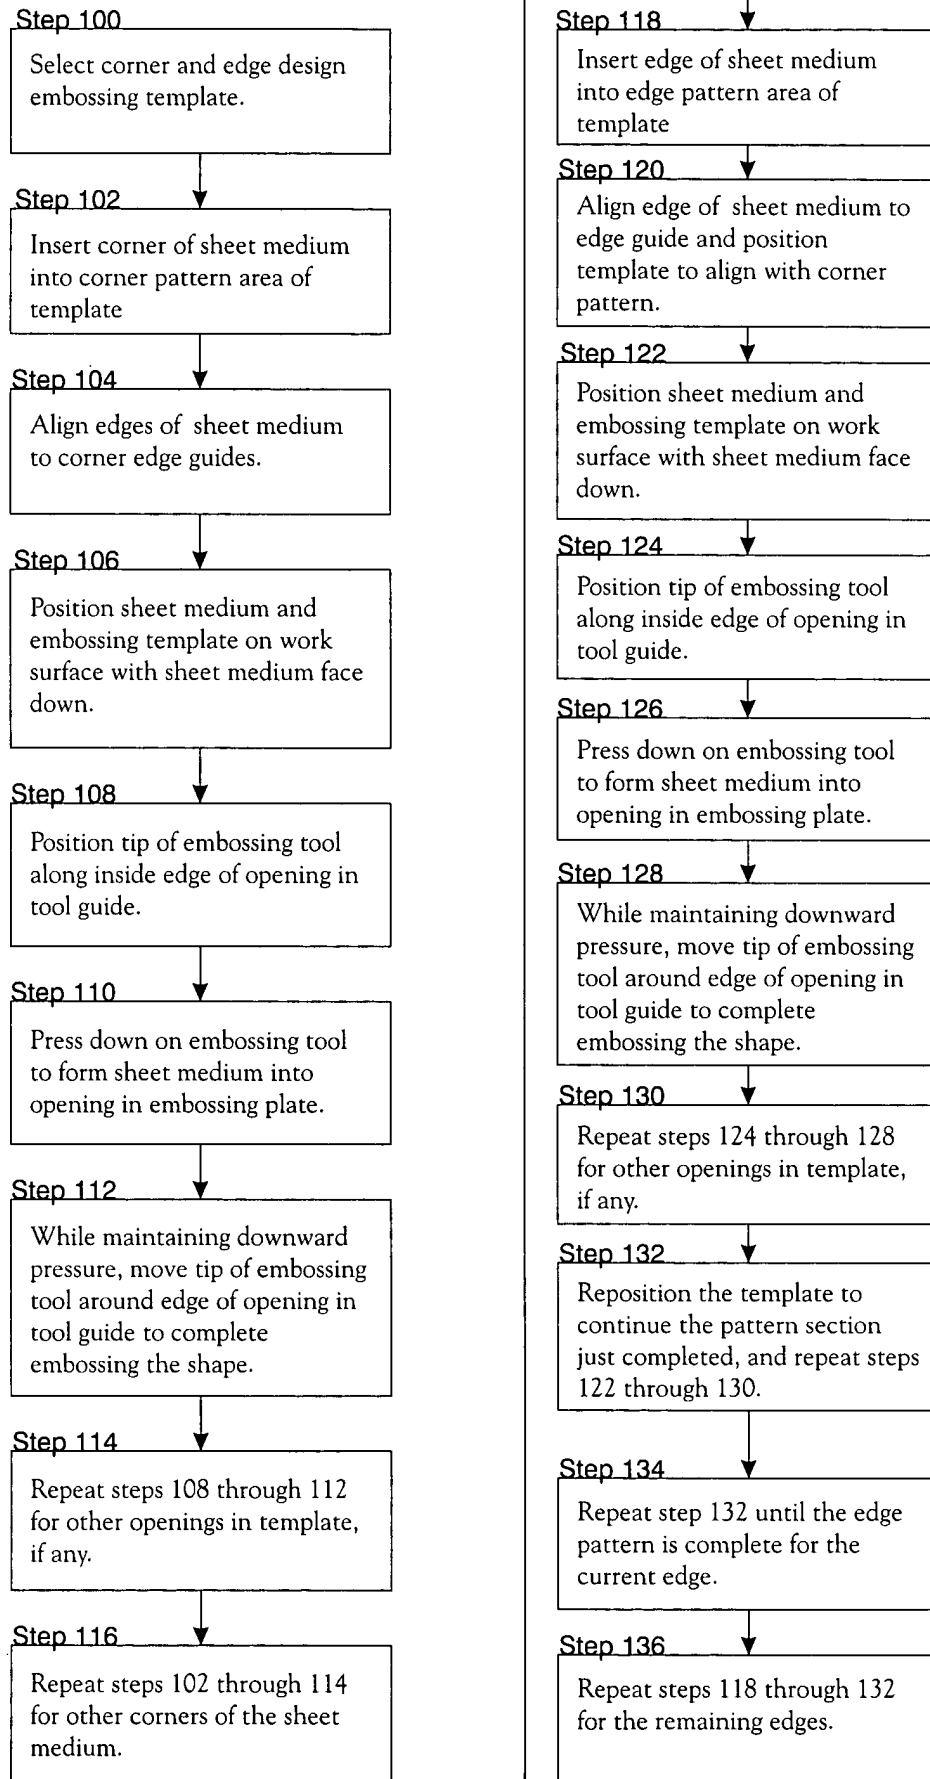 Step 100
Select corner and edge design
embossing template.
Step 102
Insert corner of sheet medium
into corner pattern area of
template
Step 104
Align edges of sheet medium
to corner edge guides.
Step 106
Position sheet medium and
embossing template on work
surface with sheet medium face
down.
Step 108
Position tip of embossing tool
along inside edge of opening in
tool guide.
Step 110
Press down on embossing tool
to form sheet medium into
opening in embossing plate.
Step 112
While maintaining downward
pressure, move tip of embossing
tool around edge of opening in
tool guide to complete
embossing the shape.
Step 114
Repeat steps 108 through 112
for other openings in template,
if any.
Step 116
Repeat steps 102 through 114
for other corners of the sheet
medium.
Step 118
Insert edge of sheet medium
into edge pattern area of
template
Step 120
Align edge of sheet medium to
edge guide and position
template to align with corner
pattern.
Step 122
Position sheet medium and
embossing template on work
surface with sheet medium face
down.
Step 124
Position tip of embossing tool
along inside edge of opening in
tool guide.
Step 126
Press down on embossing tool
to form sheet medium into
opening in embossing plate.
Step 128
While maintaining downward
pressure, move tip of embossing
tool around edge of opening in
tool guide to complete
embossing the shape.
Step 130
Repeat steps 124 through 128
for other openings in template,
if any.
Step 132
Reposition the template to
continue the pattern section
just completed, and repeat steps
122 through 130.
Step 134
Repeat step 132 until the edge
pattern is complete for the
current edge.
Step 136
Repeat steps 118 through 132
for the remaining edges.